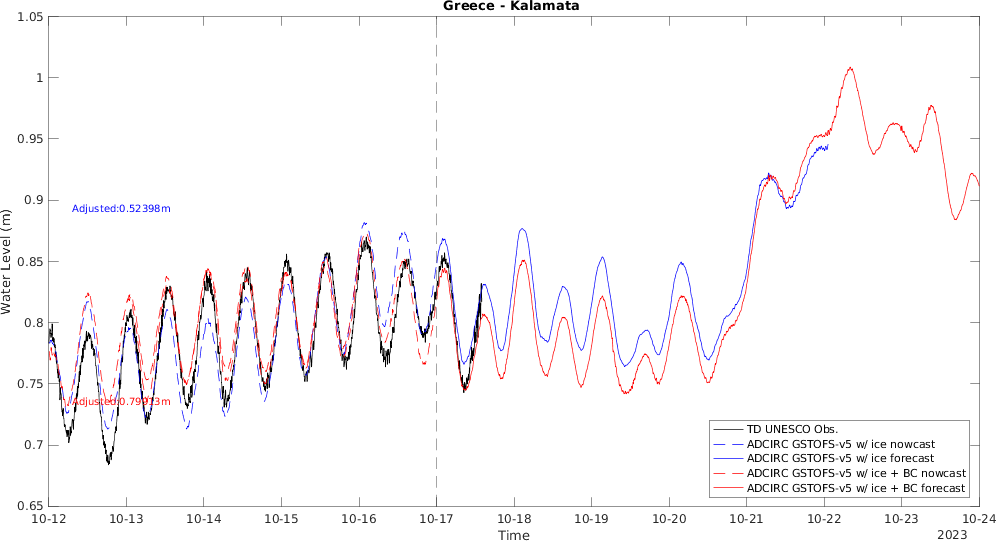 Greece - Kalamata
Water Level (m)
1.05
1
0.95
0.9
0.85
0.8
0.75
0.7
0.65
Adjusted:0.52398m
TD UNESCO Obs.
ADCIRC GSTOFS-v5 w/ ice nowcast
ADCIRC GSTOFS-v5 w/ ice forecast
ADCIRC GSTOFS-v5 w/ ice + BC nowcast
ADCIRC GSTOFS-v5 w/ ice + BC forecast
10-12 10-13 10-14 10-15 10-16 10-17 10-18 10-19 10-20 10-21 10-22 10-23 10-24
Time
2023